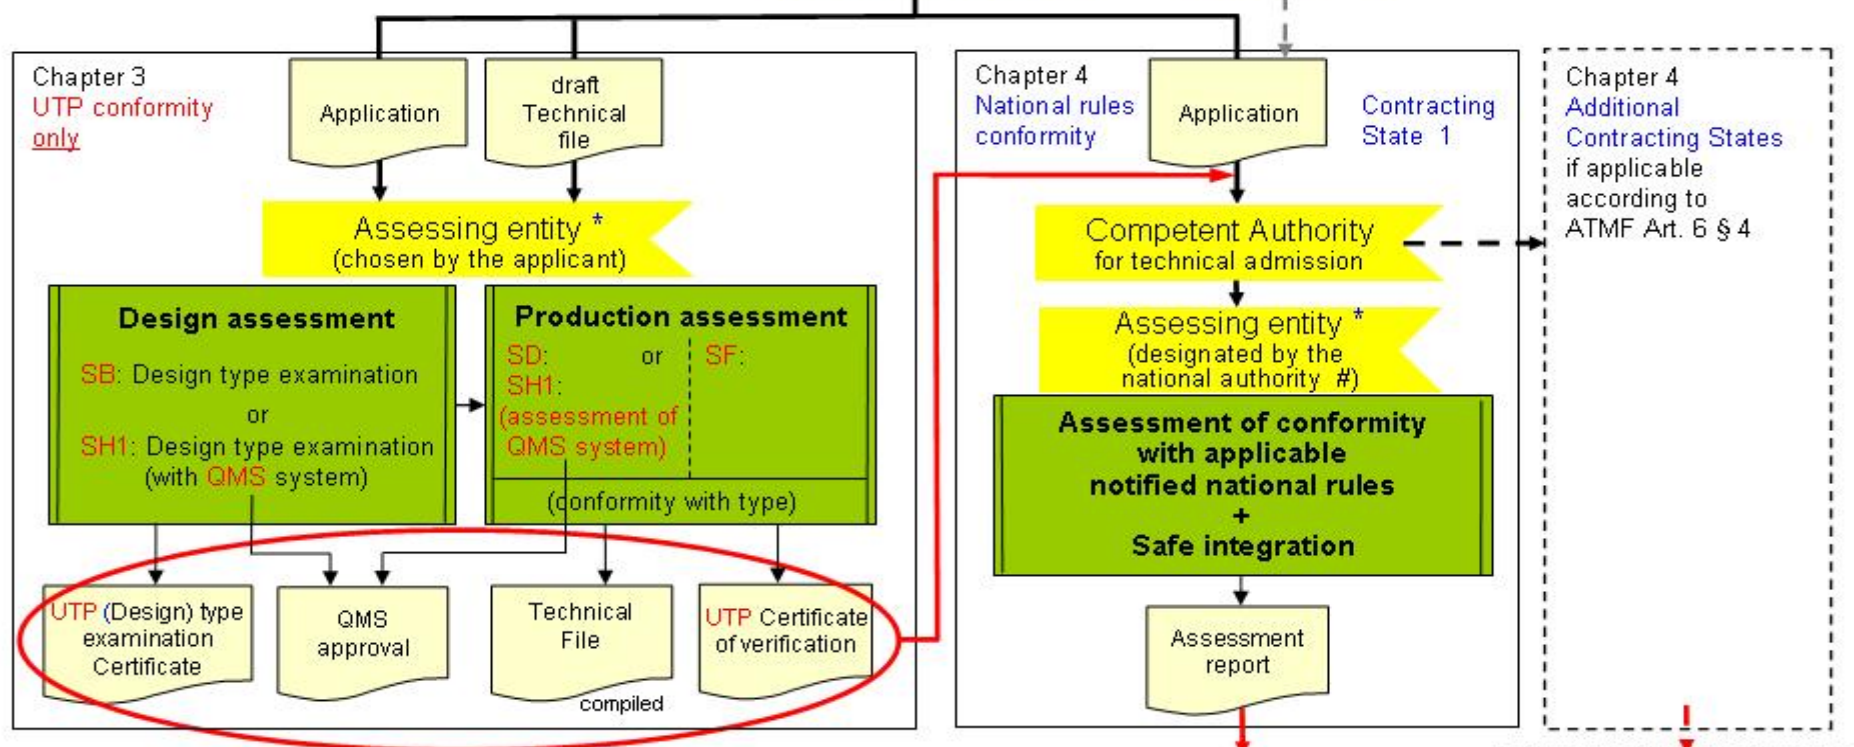 Chapter 3
UTP conformity
only
Application
draft
Technical
file
Assessing entity *
(chosen by the applicant)
Design assessment
SB: Design type examination
or
SH1: Design type examination
(with QMS system)
Production assessment
SD: or SF:
SH1:
(assessment of
QMS system)
(conformity with type)
UTP (Design) type
examination
Certificate
QMS
approval
Technical
File
compiled
UTP Certificate
of verification
Chapter 4
National rules
conformity
Application
Contracting
State 1
Competent Authority
for technical admission
Assessing entity *
(designated by the
national authority #)
Assessment of conformity
with applicable
notified national rules
+
Safe integration
Assessment
report
Chapter 4
Additional
Contracting States
if applicable
according to
ATMF Art. 6 § 4